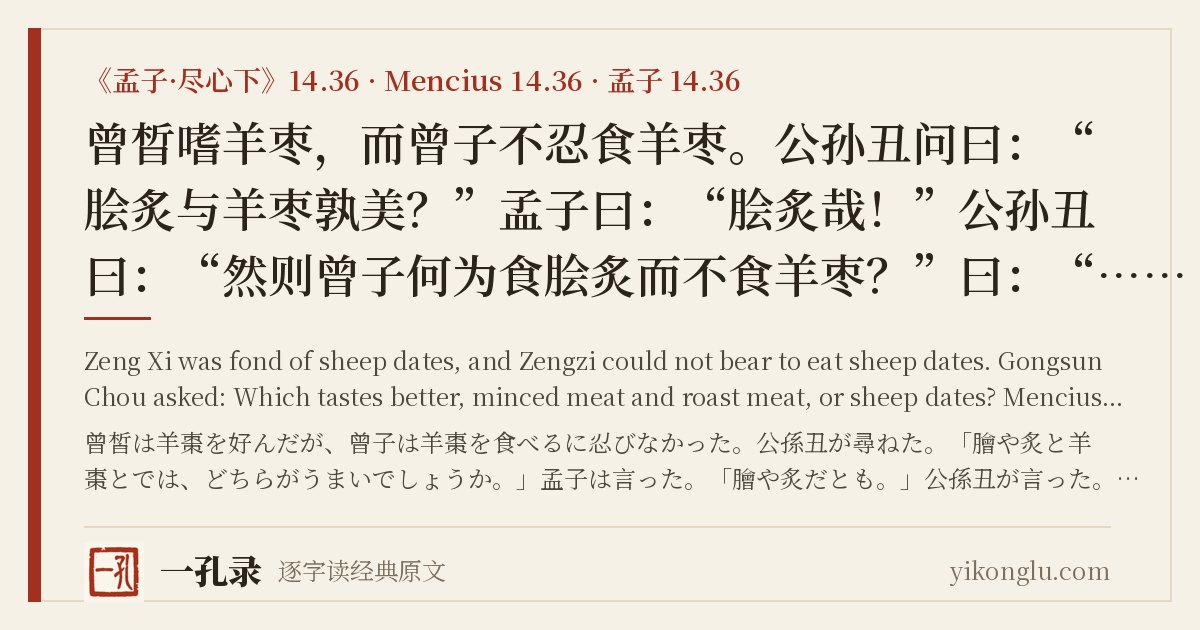 《孟子·尽心下》14.36 · Mencius 14.36 · 孟子 14.36
曾皙嗜羊枣，而曾子不忍食羊枣。公孙丑问曰：“
脍炙与羊枣孰美？”孟子曰：“脍炙哉！”公孙丑
曰：“然则曾子何为食脍炙而不食羊枣？”曰：“……
Zeng Xi was fond of sheep dates, and Zengzi could not bear to eat sheep dates. Gongsun
Chou asked: Which tastes better, minced meat and roast meat, or sheep dates? Mencius...
曾皙は羊棗を好んだが、曾子は羊棗を食べるに忍びなかった。公孫丑が尋ねた。「膾や炙と羊
棗とでは、どちらがうまいでしょうか。」孟子は言った。「膾や炙だとも。」公孫丑が言った。…
一孔
一孔录 逐字读经典原文
yikonglu.com